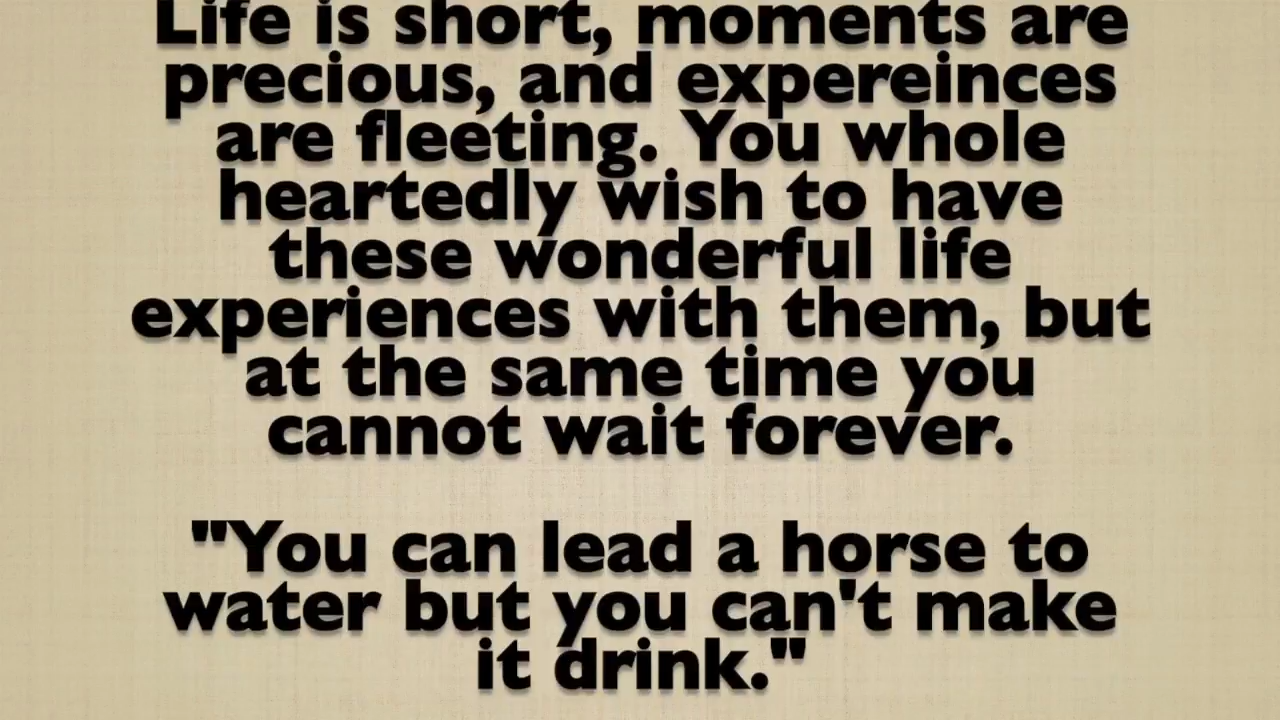 Life is short, moments are
precious, and expereinces
are fleeting. You whole
heartedly wish to have
these wonderful life
experiences with them, but
at the same time you
cannot wait forever.
"You can lead a horse to
water but you can't make
it drink."